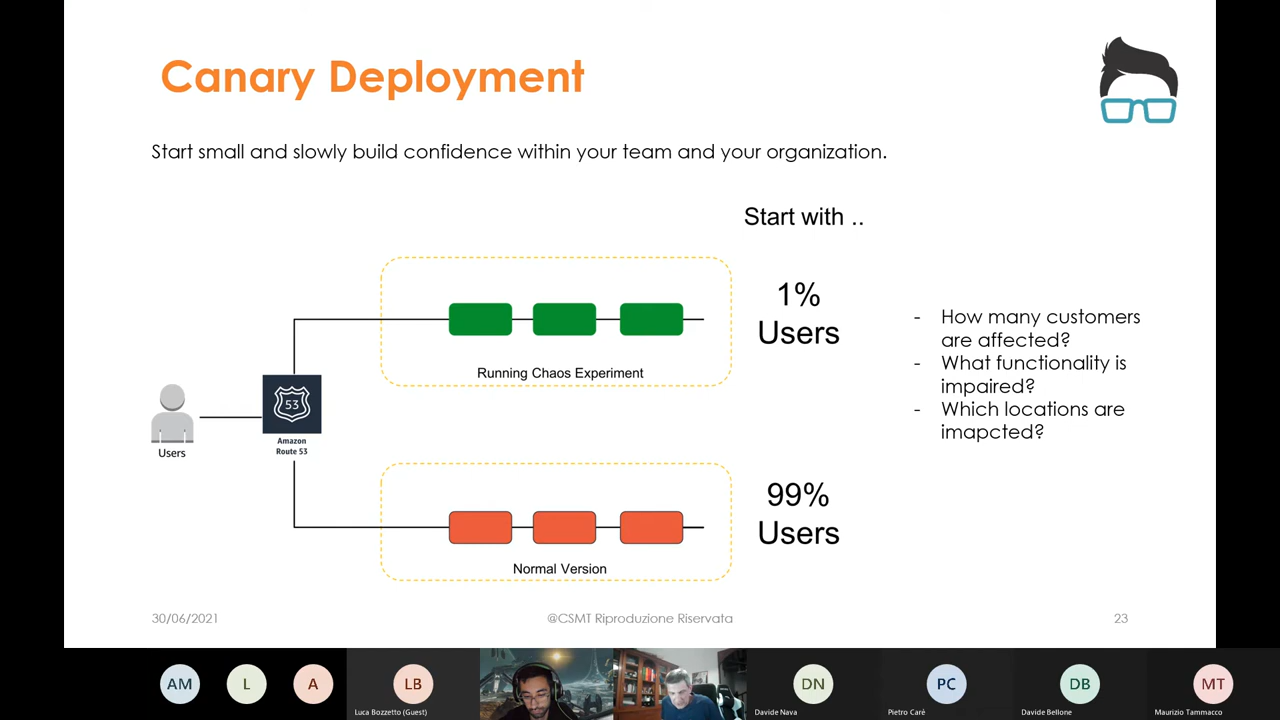 Canary Deployment
Start small and slowly build confidence within your team and your organization.
Start with ..
1%
Users
- How many customers
are affected?
- What functionality is
impaired?
- Which locations are
imapcted?
Running Chaos Experiment
53
Amazon
Route 53
Users
99%
Users
Normal Version
30/06/2021
@CSMT Riproduzione Riservata
23
AM
L
A
LB
Luca Bozzetto (Guest)
DN
Davide Nava
PC
Pietro Carè
DB
Davide Bellone
MT
Maurizio Tammacco